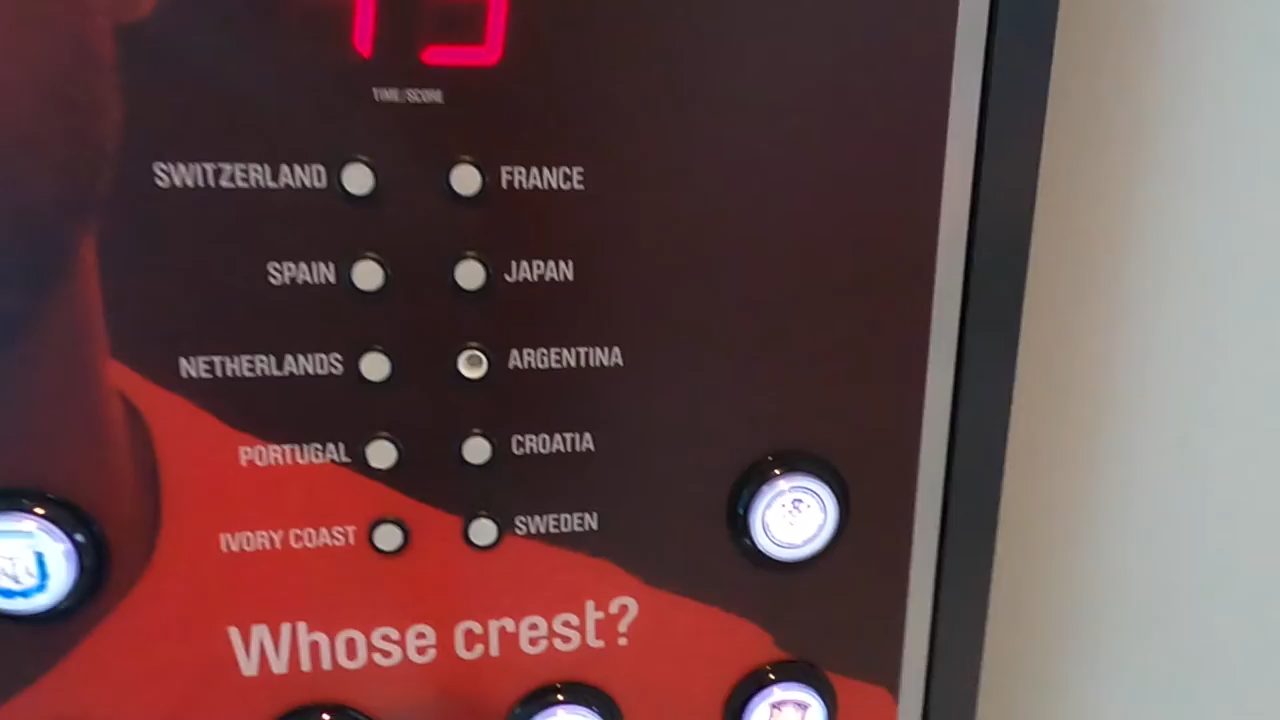 TIME/SCORE
SWITZERLAND FRANCE
SPAIN JAPAN
NETHERLANDS ARGENTINA
PORTUGAL CROATIA
IVORY COAST SWEDEN
Whose crest?